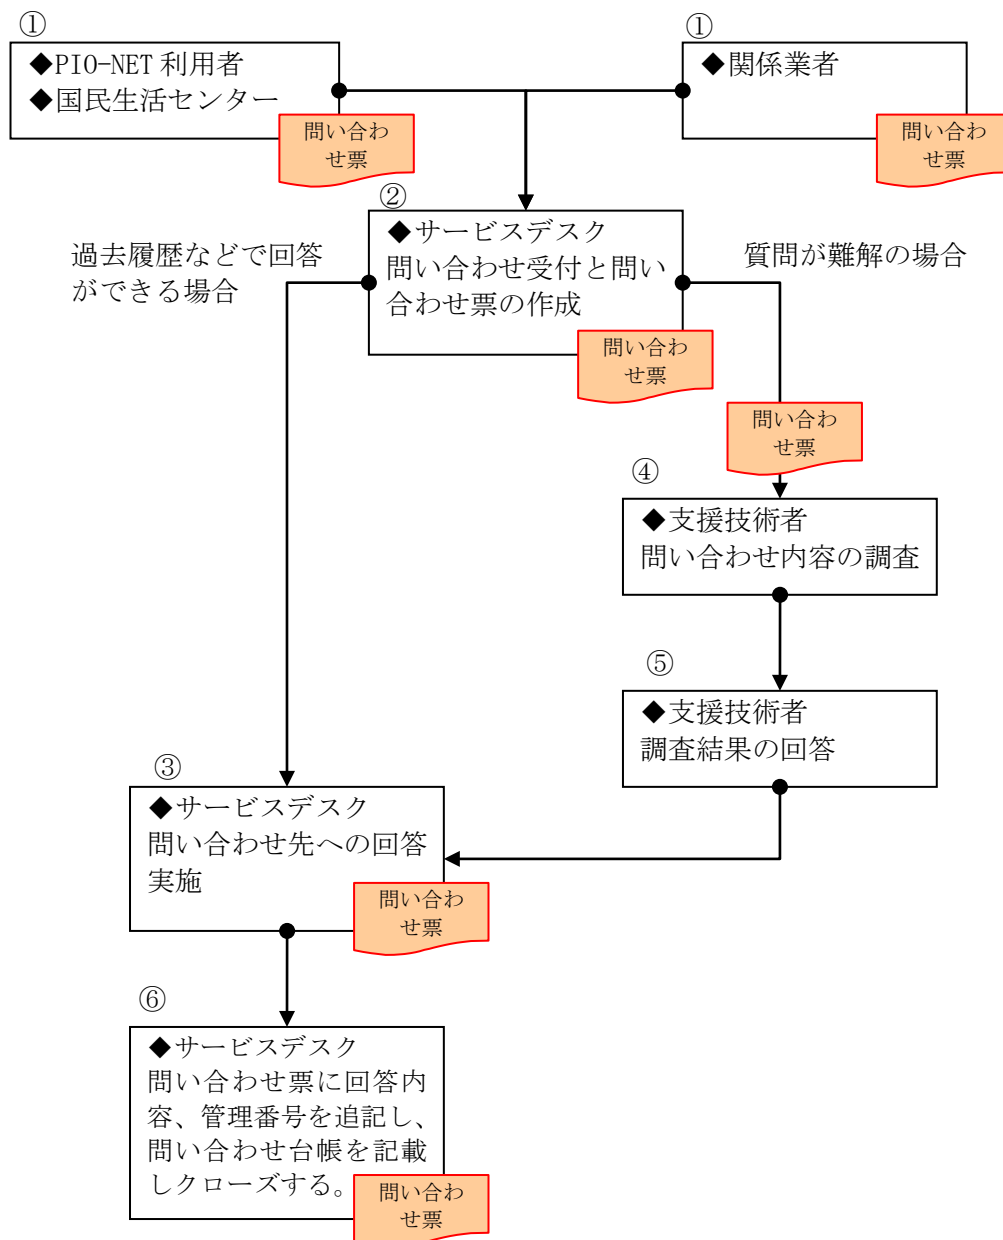 ①
◆PIO-NET 利用者
◆国民生活センター
問い合わ
せ票
①
◆関係業者
問い合わ
せ票
②
◆サービスデスク
問い合わせ受付と問い
合わせ票の作成
問い合わ
せ票
過去履歴などで回答
ができる場合
質問が難解の場合
問い合わ
せ票
④
◆支援技術者
問い合わせ内容の調査
⑤
◆支援技術者
調査結果の回答
③
◆サービスデスク
問い合わせ先への回答
実施
問い合わ
せ票
⑥
◆サービスデスク
問い合わせ票に回答内
容、管理番号を追記し、
問い合わせ台帳を記載
しクローズする。
問い合わ
せ票